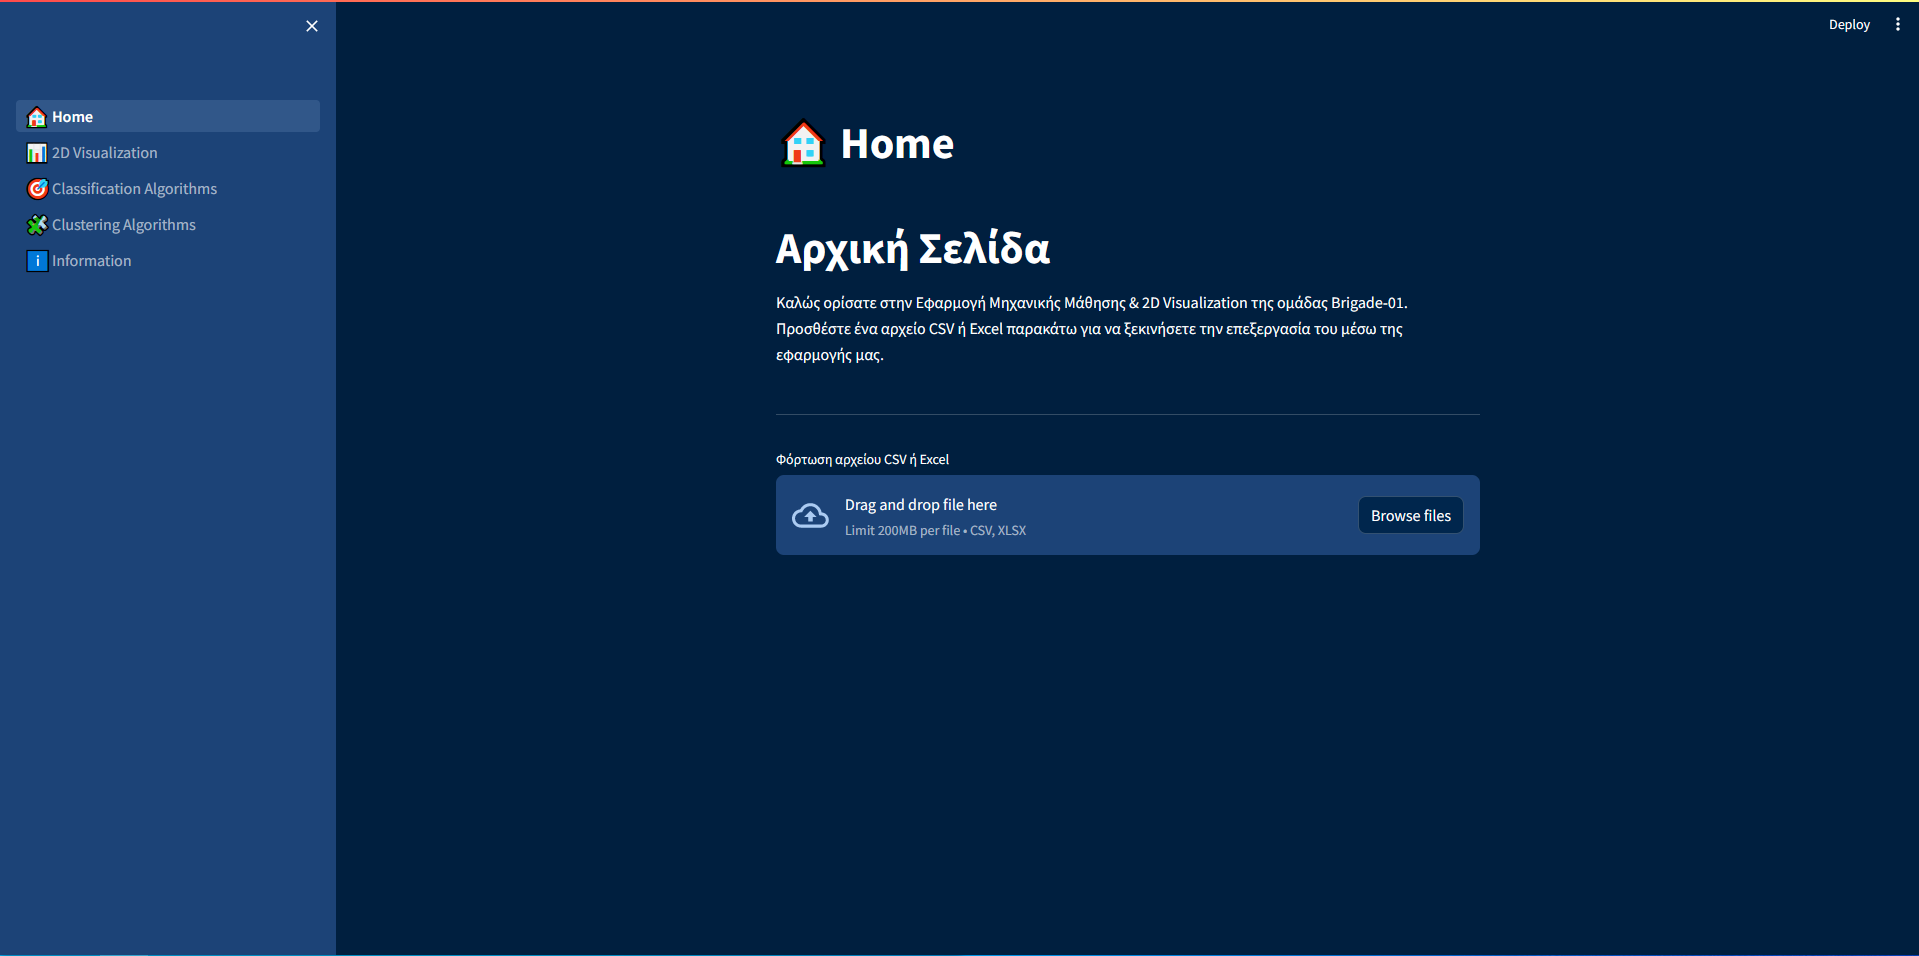 Deploy
Home
2D Visualization
Classification Algorithms
Clustering Algorithms
i Information
Home
Αρχική Σελίδα
Καλώς ορίσατε στην Εφαρμογή Μηχανικής Μάθησης & 2D Visualization της ομάδας Brigade-01.
Προσθέστε ένα αρχείο CSV ή Excel παρακάτω για να ξεκινήσετε την επεξεργασία του μέσω της
εφαρμογής μας.
Φόρτωση αρχείου CSV ή Excel
Drag and drop file here
Limit 200MB per file • CSV, XLSX
Browse files